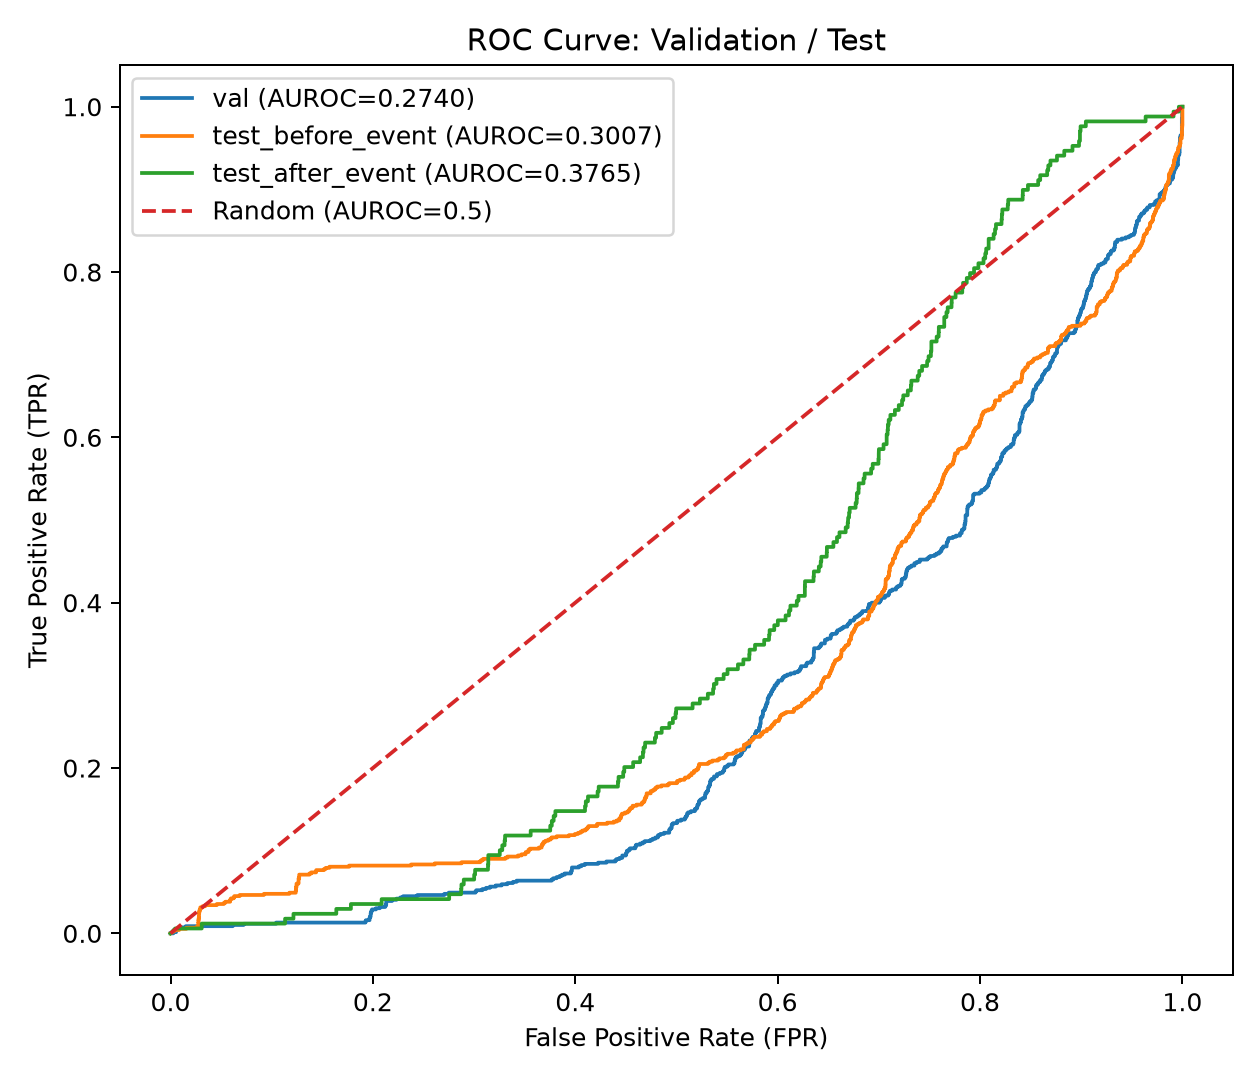 ROC Curve: Validation / Test
val (AUROC=0.2740)
test_before_event (AUROC=0.3007)
test_after_event (AUROC=0.3765)
Random (AUROC=0.5)
True Positive Rate (TPR)
1.0
0.8
0.6
0.4
0.2
0.0
0.0 0.2 0.4 0.6 0.8 1.0
False Positive Rate (FPR)